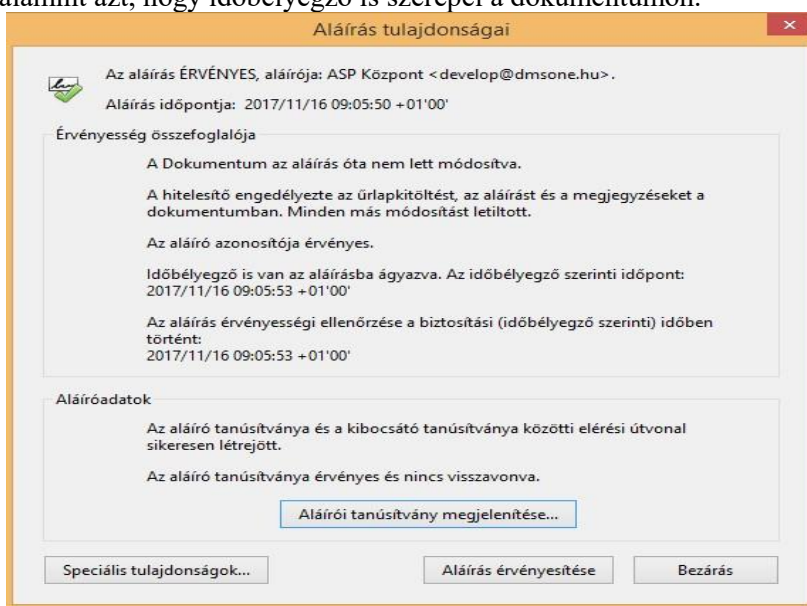 alamint azt, hogy időbélyegző is szerepel a dokumentumon.
Aláírás tulajdonságai
Az aláírás ÉRVÉNYES, aláírója: ASP Központ <develop@dmsone.hu>.
Aláírás időpontja: 2017/11/16 09:05:50 +01'00'
Érvényesség összefoglalója
A Dokumentum az aláírás óta nem lett módosítva.
A hitelesítő engedélyezte az űrlapkitöltést, az aláírást és a megjegyzéseket a
dokumentumban. Minden más módosítást letiltott.
Az aláíró azonosítója érvényes.
Időbélyegző is van az aláírásba ágyazva. Az időbélyegző szerinti időpont:
2017/11/16 09:05:53 +01'00'
Az aláírás érvényességi ellenőrzése a biztosítási (időbélyegző szerinti) időben
történt:
2017/11/16 09:05:53 +01'00'
Aláíróadatok
Az aláíró tanúsítványa és a kibocsátó tanúsítványa közötti elérési útvonal
sikeresen létrejött.
Az aláíró tanúsítványa érvényes és nincs visszavonva.
Aláírói tanúsítvány megjelenítése...
Speciális tulajdonságok... Aláírás érvényesítése Bezárás